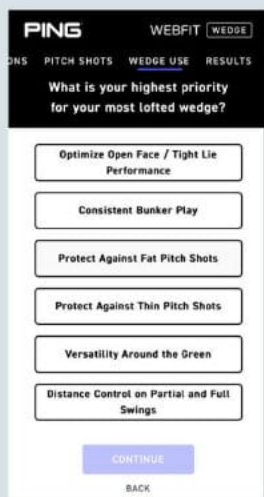 PING WEBFIT WEDGE
ONS PITCH SHOTS WEDGE USE RESULTS
What is your highest priority
for your most lofted wedge?
Optimize Open Face / Tight Lie
Performance
Consistent Bunker Play
Protect Against Fat Pitch Shots
Protect Against Thin Pitch Shots
Versatility Around the Green
Distance Control on Partial and Full
Swings
CONTINUE
BACK